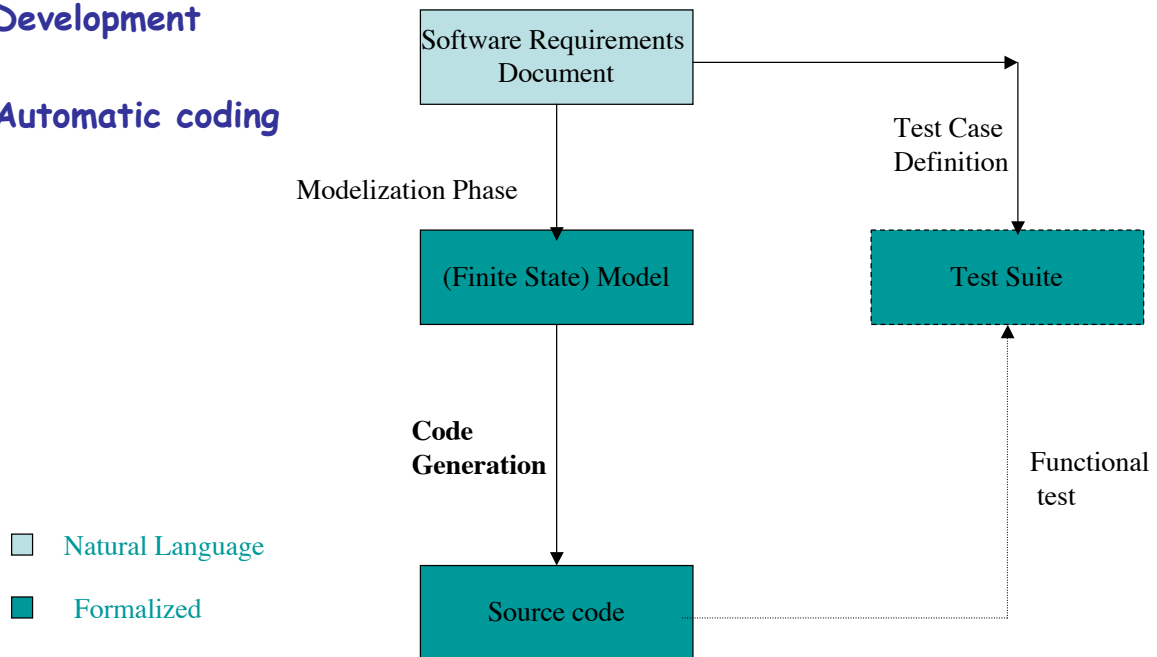 Development
Automatic coding
Software Requirements
Document
Test Case
Definition
Modelization Phase
(Finite State) Model
Test Suite
Code
Generation
Functional
test
Natural Language
Formalized
Source code